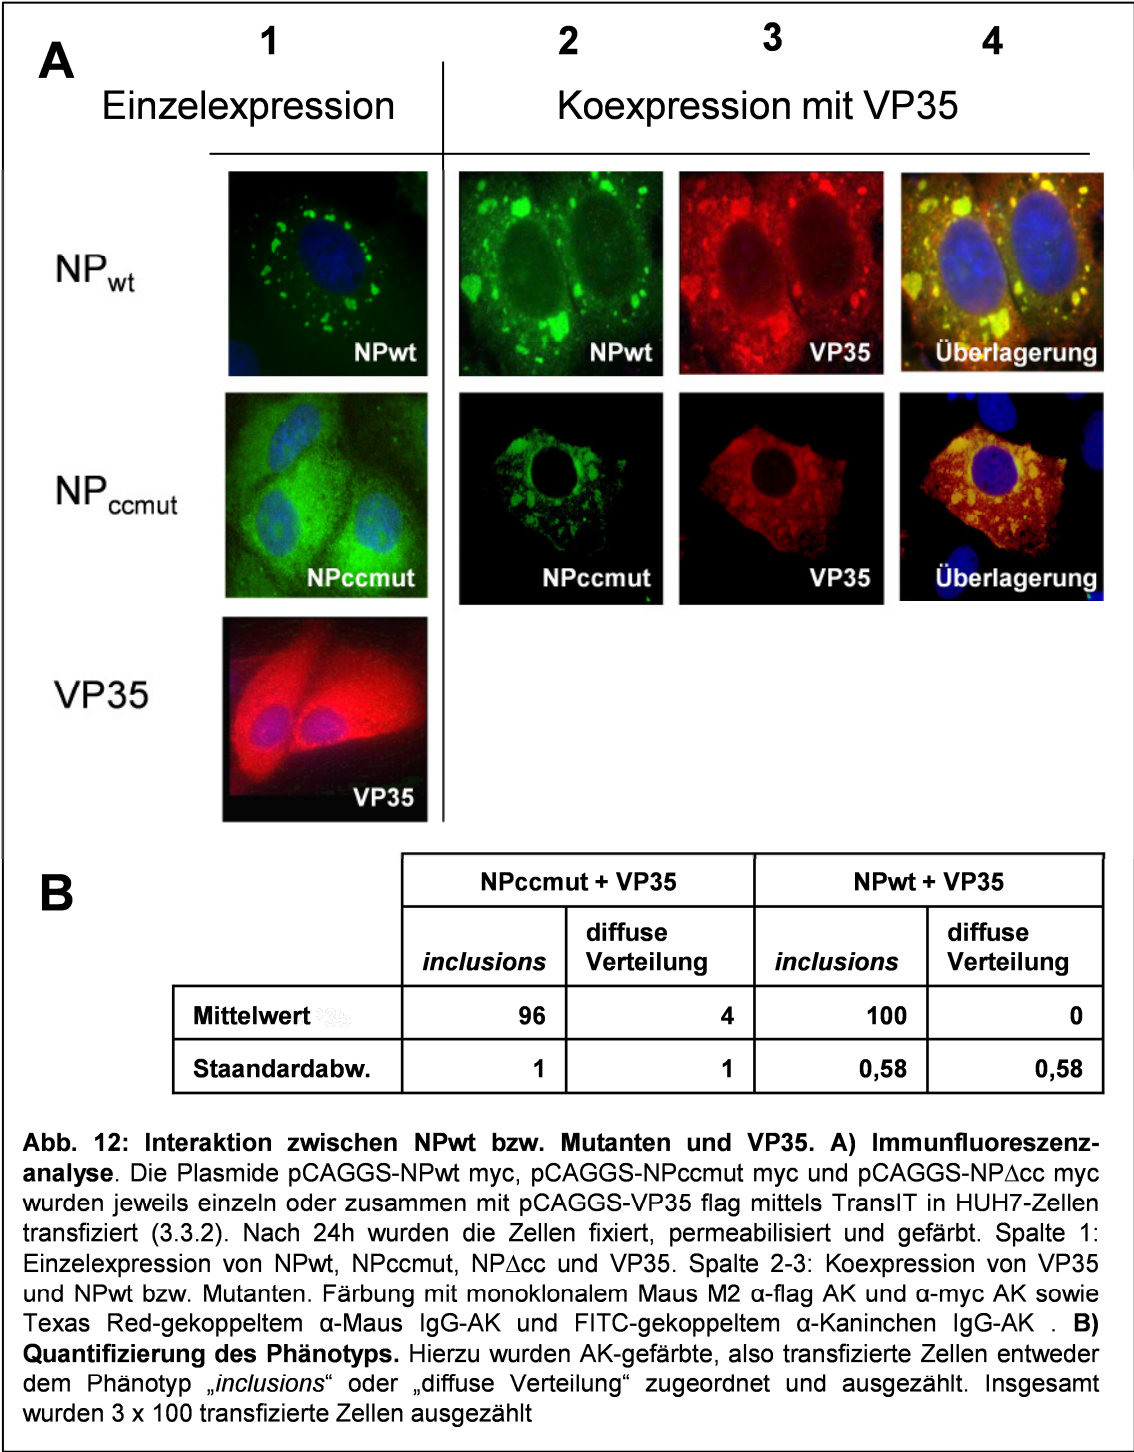 A
1
2
3
4
Einzelexpression
Koexpression mit VP35
NPwt
NPwt
NPwt
VP35
Überlagerung
NPccmut
NPccmut
NPccmut
VP35
Überlagerung
VP35
VP35
B
NPccmut + VP35
NPwt + VP35
inclusions
diffuse
Verteilung
inclusions
diffuse
Verteilung
Mittelwert
96
4
100
0
Staandardabw.
1
1
0,58
0,58
Abb. 12: Interaktion zwischen NPwt bzw. Mutanten und VP35. A) Immunfluoreszenz-
analyse. Die Plasmide pCAGGS-NPwt myc, pCAGGS-NPccmut myc und pCAGGS-NPΔcc myc
wurden jeweils einzeln oder zusammen mit pCAGGS-VP35 flag mittels TransIT in HUH7-Zellen
transfiziert (3.3.2). Nach 24h wurden die Zellen fixiert, permeabilisiert und gefärbt. Spalte 1:
Einzelexpression von NPwt, NPccmut, NPΔcc und VP35. Spalte 2-3: Koexpression von VP35
und NPwt bzw. Mutanten. Färbung mit monoklonalem Maus M2 α-flag AK und α-myc AK sowie
Texas Red-gekoppeltem α-Maus IgG-AK und FITC-gekoppeltem α-Kaninchen IgG-AK . B)
Quantifizierung des Phänotyps. Hierzu wurden AK-gefärbte, also transfizierte Zellen entweder
dem Phänotyp „inclusions“ oder „diffuse Verteilung“ zugeordnet und ausgezählt. Insgesamt
wurden 3 x 100 transfizierte Zellen ausgezählt